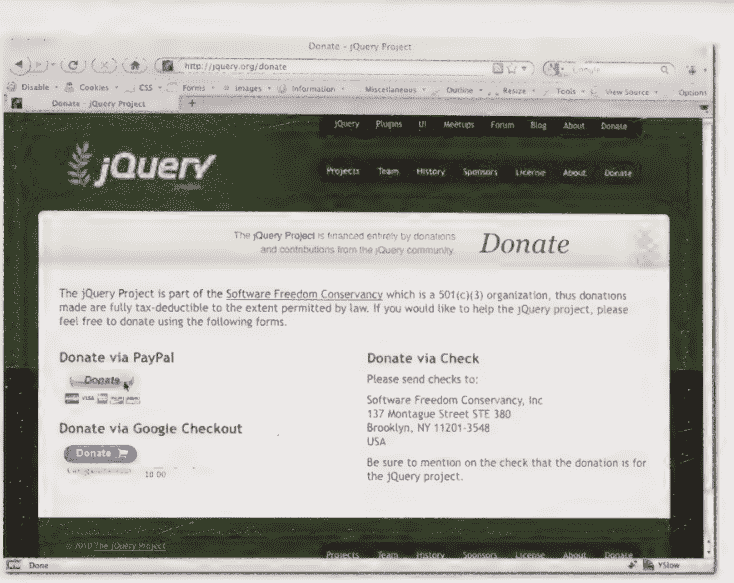 Donate - jQuery Project
http://jquery.org/donate
Google
Disable Cookies CSS Forms Images Information Miscellaneous Outline Resize Tools View Source Options
Donate - jQuery Project +
jQuery Plugins UI Meetups Forum Blog About Donate
jQuery
Projects Team History Sponsors License About Donate
The jQuery Project is financed entirely by donations
and contributions from the jQuery community.
Donate
The jQuery Project is part of the Software Freedom Conservancy which is a 501(c)(3) organization, thus donations
made are fully tax-deductible to the extent permitted by law. If you would like to help the jQuery project, please
feel free to donate using the following forms.
Donate via PayPal
Donate
VISA
Donate via Google Checkout
Donate
10.00
Donate via Check
Please send checks to:
Software Freedom Conservancy, Inc
137 Montague Street STE 380
Brooklyn, NY 11201-3548
USA
Be sure to mention on the check that the donation is for
the jQuery project.
© 2010 The jQuery Project
Projects Team History Sponsors License About Donate
Done
YSlow